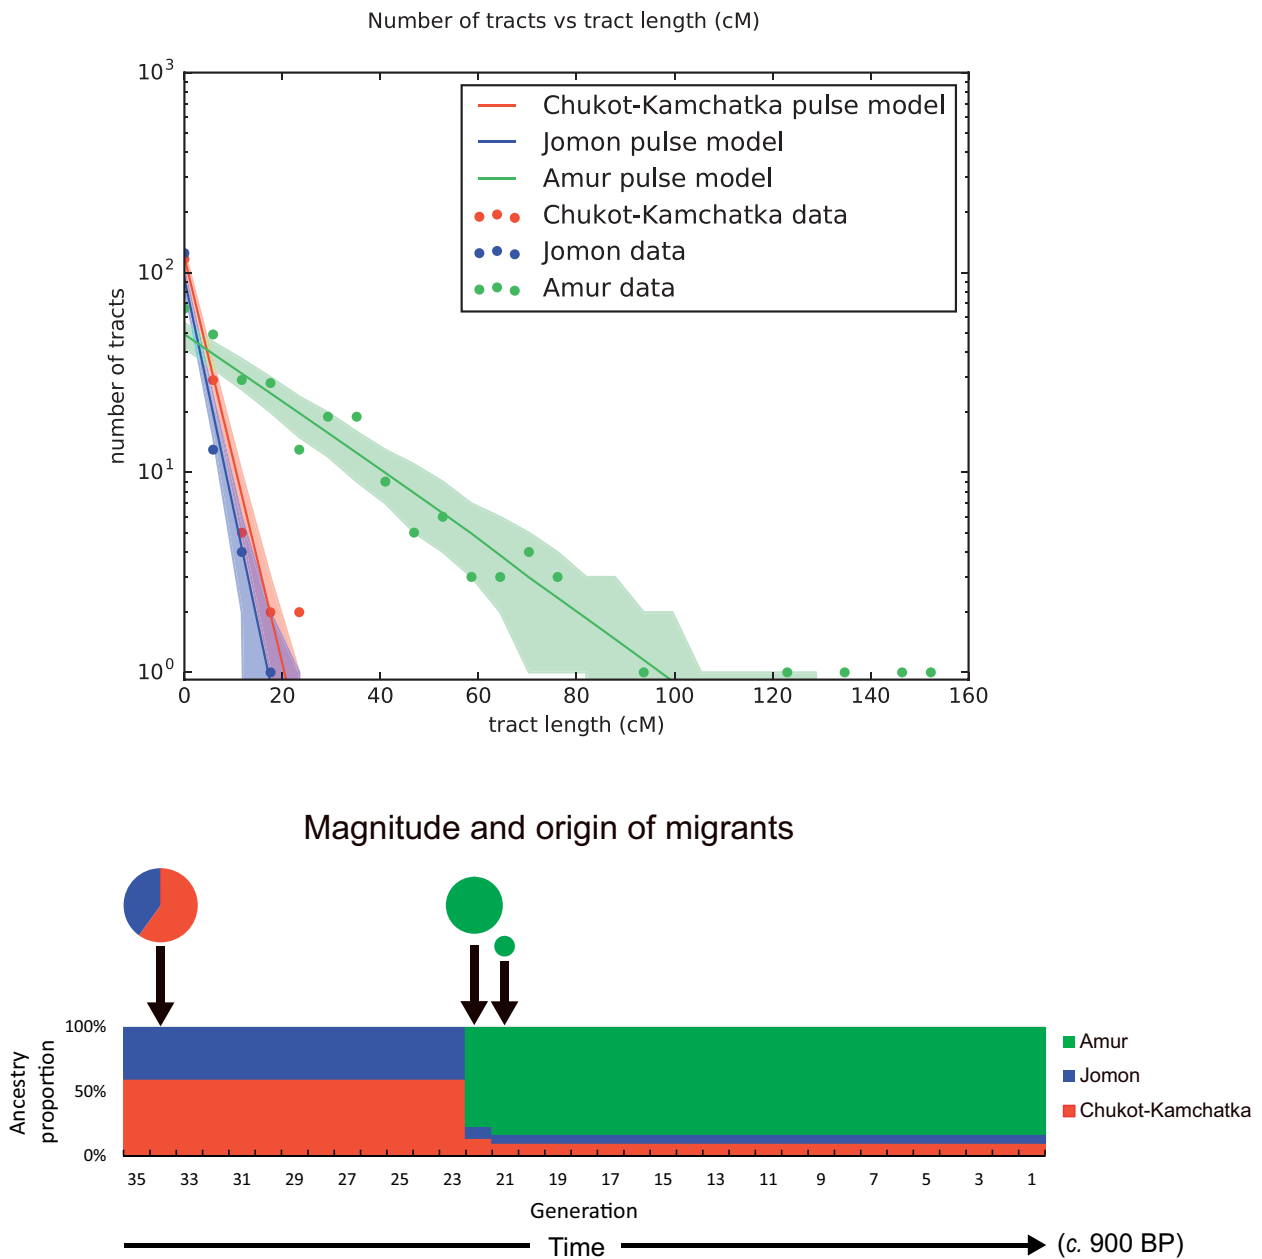 Number of tracts vs tract length (cM)
10³
10²
10¹
10⁰
number of tracts
Chukot-Kamchatka pulse model
Jomon pulse model
Amur pulse model
Chukot-Kamchatka data
Jomon data
Amur data
0 20 40 60 80 100 120 140 160
tract length (cM)
Magnitude and origin of migrants
Ancestry
proportion
100%
50%
0%
Amur
Jomon
Chukot-Kamchatka
35 33 31 29 27 25 23 21 19 17 15 13 11 9 7 5 3 1
Generation
Time
(c. 900 BP)